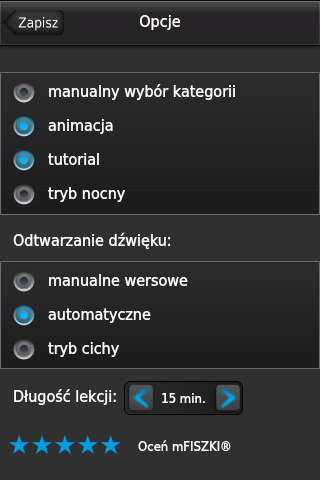 Zapisz
Opcje
manualny wybór kategorii
animacja
tutorial
tryb nocny
Odtwarzanie dźwięku:
manualne wersowe
automatyczne
tryb cichy
Długość lekcji:
15 min.
Oceń mFISZKI®